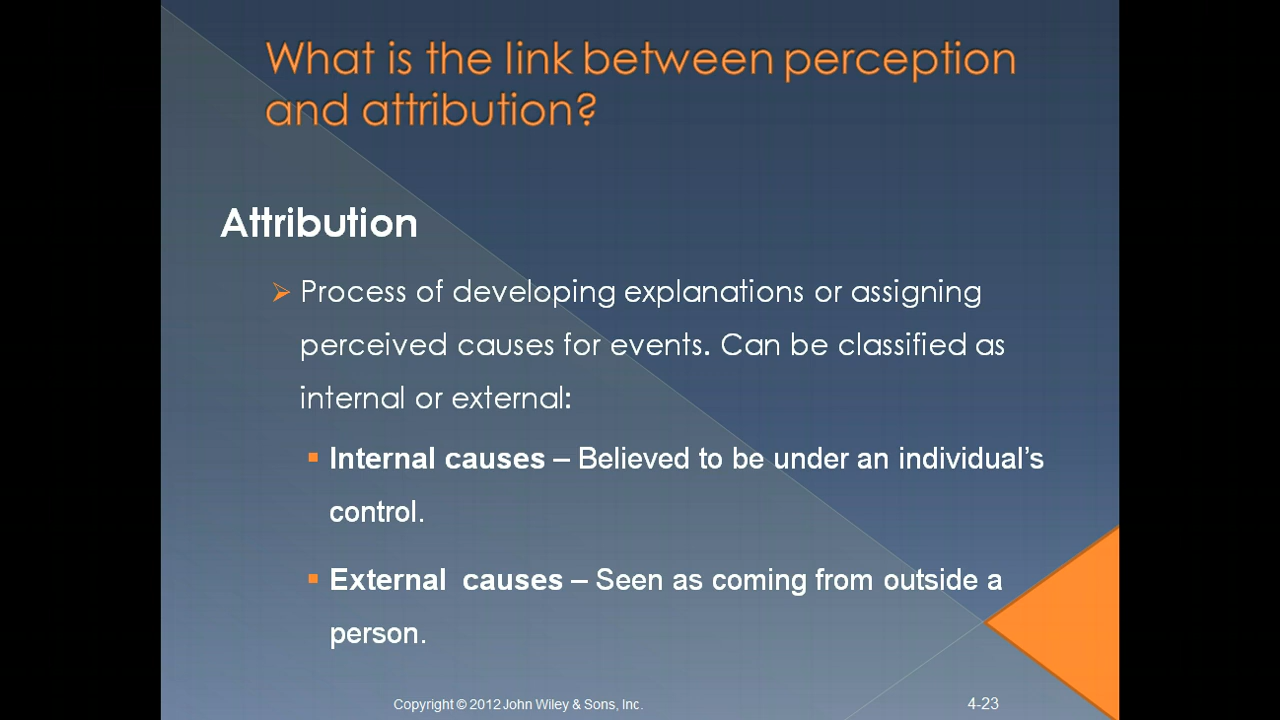 What is the link between perception
and attribution?
Attribution
Process of developing explanations or assigning
perceived causes for events. Can be classified as
internal or external:
Internal causes – Believed to be under an individual’s
control.
External  causes – Seen as coming from outside a
person.
Copyright © 2012 John Wiley & Sons, Inc.
4-23